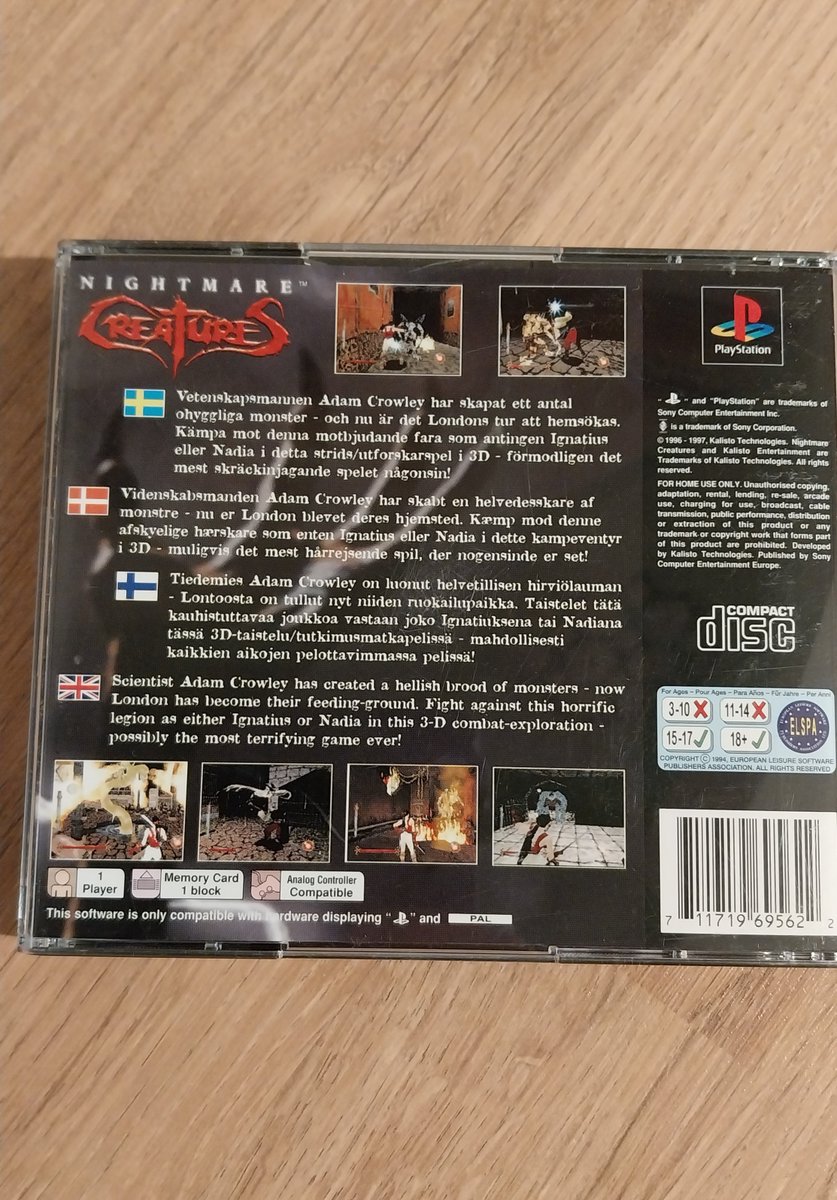 NIGHTMARE™
CREATURES
Vetenskapsmannen Adam Crowley har skapat ett antal
ohyggliga monster - och nu är det Londons tur att hemsökas.
Kämpa mot denna motbjudande fara som antingen Ignatius
eller Nadia i detta strids/utforskarspel i 3D - förmodligen det
mest skräckinjagande spelet någonsin!
Videnskabsmanden Adam Crowley har skabt en helvedesskare af
monstre - nu er London blevet deres hjemsted. Kæmp mod denne
afskyelige hærskare som enten Ignatius eller Nadia i dette kampeventyr
i 3D - muligvis det mest hårrejsende spil, der nogensinde er set!
Tiedemies Adam Crowley on luonut helvetillisen hirviölauman
- Lontoosta on tullut nyt niiden ruokailupaikka. Taistelet tätä
kauhistuttavaa joukkoa vastaan joko Ignatiuksena tai Nadiana
tässä 3D-taistelu/tutkimusmatkapelissä - mahdollisesti
kaikkien aikojen pelottavimmassa pelissä!
Scientist Adam Crowley has created a hellish brood of monsters - now
London has become their feeding-ground. Fight against this horrific
legion as either Ignatius or Nadia in this 3-D combat-exploration -
possibly the most terrifying game ever!
1
Player
Memory Card
1 block
Analog Controller
Compatible
This software is only compatible with hardware displaying " " and PAL
PlayStation
" " and "PlayStation" are trademarks of
Sony Computer Entertainment Inc.
is a trademark of Sony Corporation.
© 1996 - 1997, Kalisto Technologies. Nightmare
Creatures and Kalisto Entertainment are
Trademarks of Kalisto Technologies. All rights
reserved.
FOR HOME USE ONLY. Unauthorised copying,
adaptation, rental, lending, re-sale, arcade
use, charging for use, broadcast, cable
transmission, public performance, distribution
or extraction of this product or any
trademark or copyright work that forms part
of this product are prohibited. Developed
by Kalisto Technologies. Published by Sony
Computer Entertainment Europe.
COMPACT
disc
For Ages - Pour Ages - Para Años - Für Jahre - Per Anni
3-10 11-14
15-17 18+
ELSPA
COPYRIGHT © 1994, EUROPEAN LEISURE SOFTWARE
PUBLISHERS ASSOCIATION. ALL RIGHTS RESERVED.
7 11719 69562 2